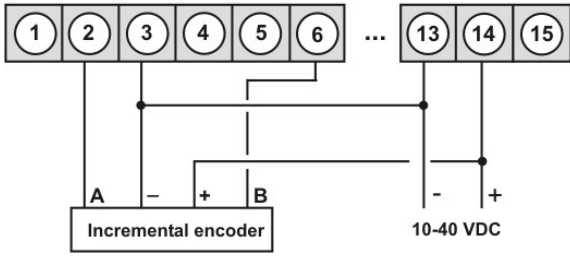 1 2 3 4 5 6 ... 13 14 15
A – + B - +
Incremental encoder 10-40 VDC